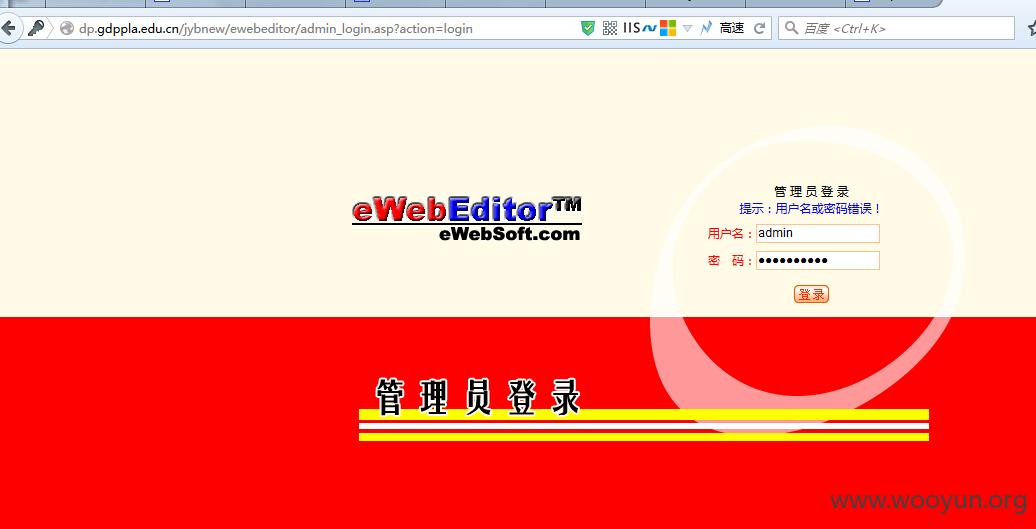 dp.gdppla.edu.cn/jybnew/ewebeditor/admin_login.asp?action=login
IIS
高速
百度 <Ctrl+K>
管 理 员 登 录
提示：用户名或密码错误！
eWebEditor™
用户名：admin
eWebSoft.com
密 码：••••••••••
登 录
管 理 员 登 录
www.wooyun.org